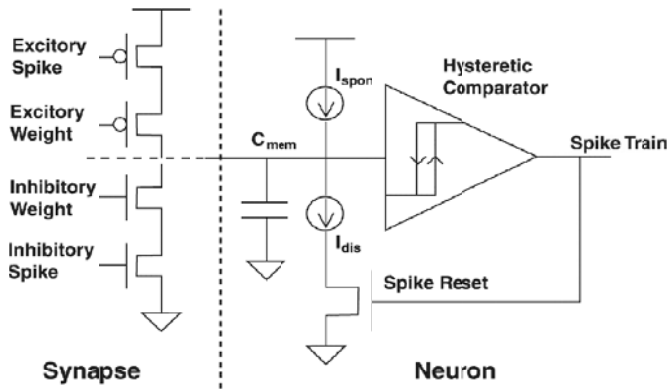 Excitory
Spike
Excitory
Weight
Inhibitory
Weight
Inhibitory
Spike
Synapse
I_spon
C_mem
I_dis
Hysteretic
Comparator
Spike Train
Spike Reset
Neuron